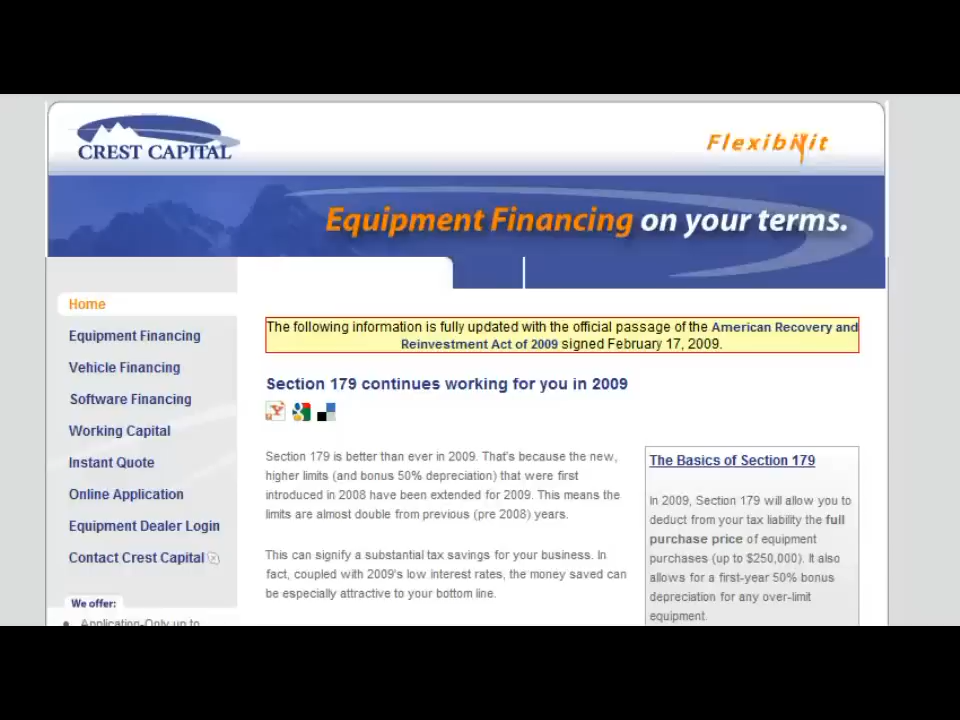 CREST CAPITAL
Equipment Financing on your terms.
Home
Equipment Financing
Vehicle Financing
Software Financing
Working Capital
Instant Quote
Online Application
Equipment Dealer Login
Contact Crest Capital
We offer:
Application-Only up to
The following information is fully updated with the official passage of the American Recovery and
Reinvestment Act of 2009 signed February 17, 2009.
Section 179 continues working for you in 2009
Section 179 is better than ever in 2009. That's because the new,
higher limits (and bonus 50% depreciation) that were first
introduced in 2008 have been extended for 2009. This means the
limits are almost double from previous (pre 2008) years.
This can signify a substantial tax savings for your business. In
fact, coupled with 2009's low interest rates, the money saved can
be especially attractive to your bottom line.
The Basics of Section 179
In 2009, Section 179 will allow you to
deduct from your tax liability the full
purchase price of equipment
purchases (up to $250,000). It also
allows for a first-year 50% bonus
depreciation for any over-limit
equipment.